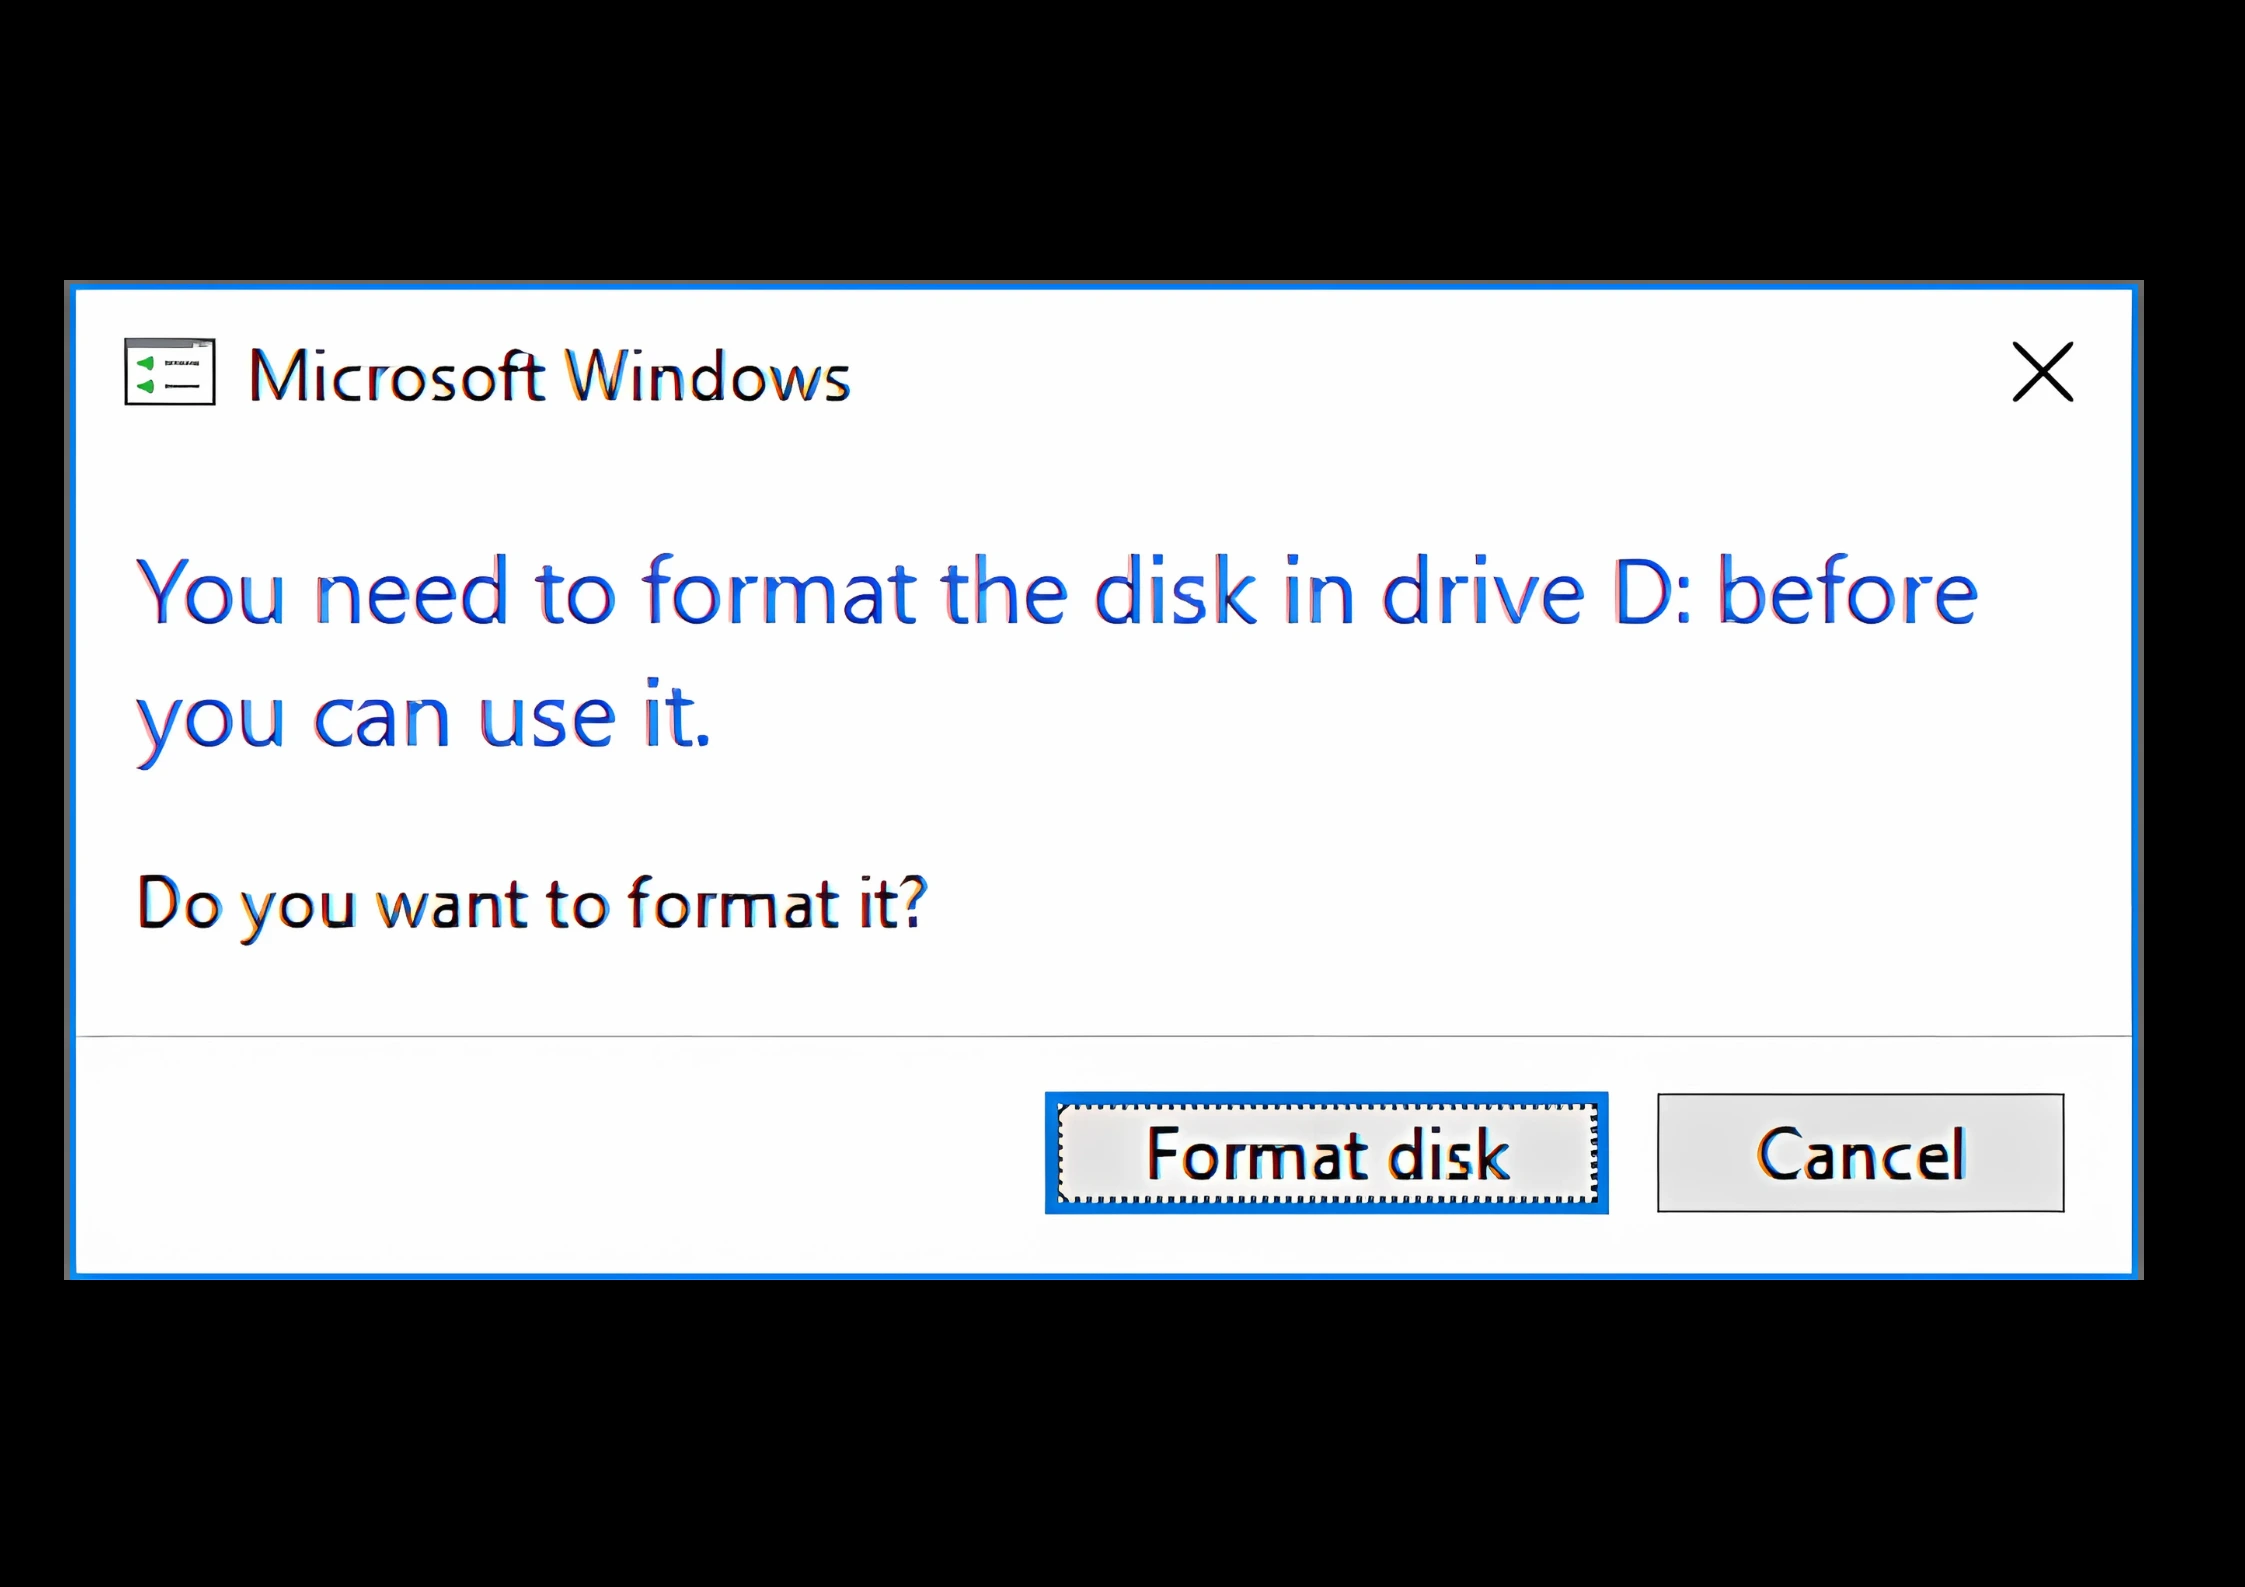 Microsoft Windows
You need to format the disk in drive D: before
you can use it.
Do you want to format it?
Format disk
Cancel